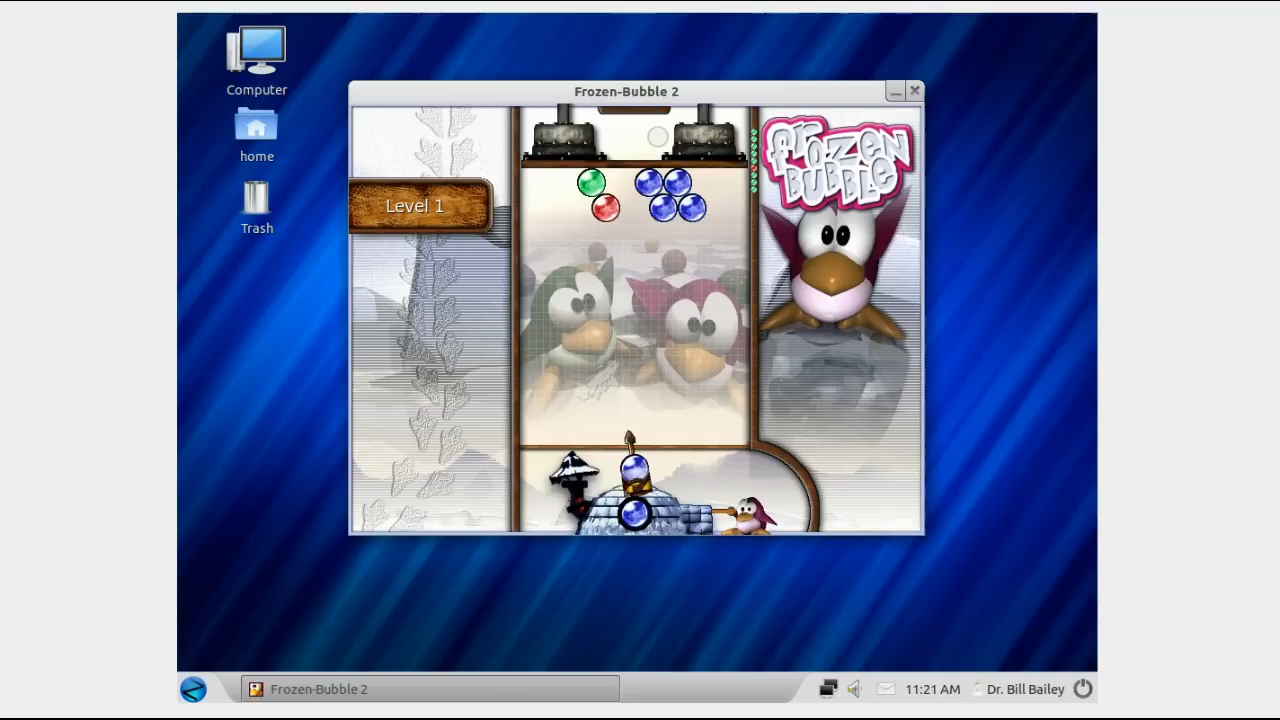 Computer
home
Trash
Frozen-Bubble 2
Level 1
FROZEN
BUBBLE
Frozen-Bubble 2
11:21 AM
Dr. Bill Bailey